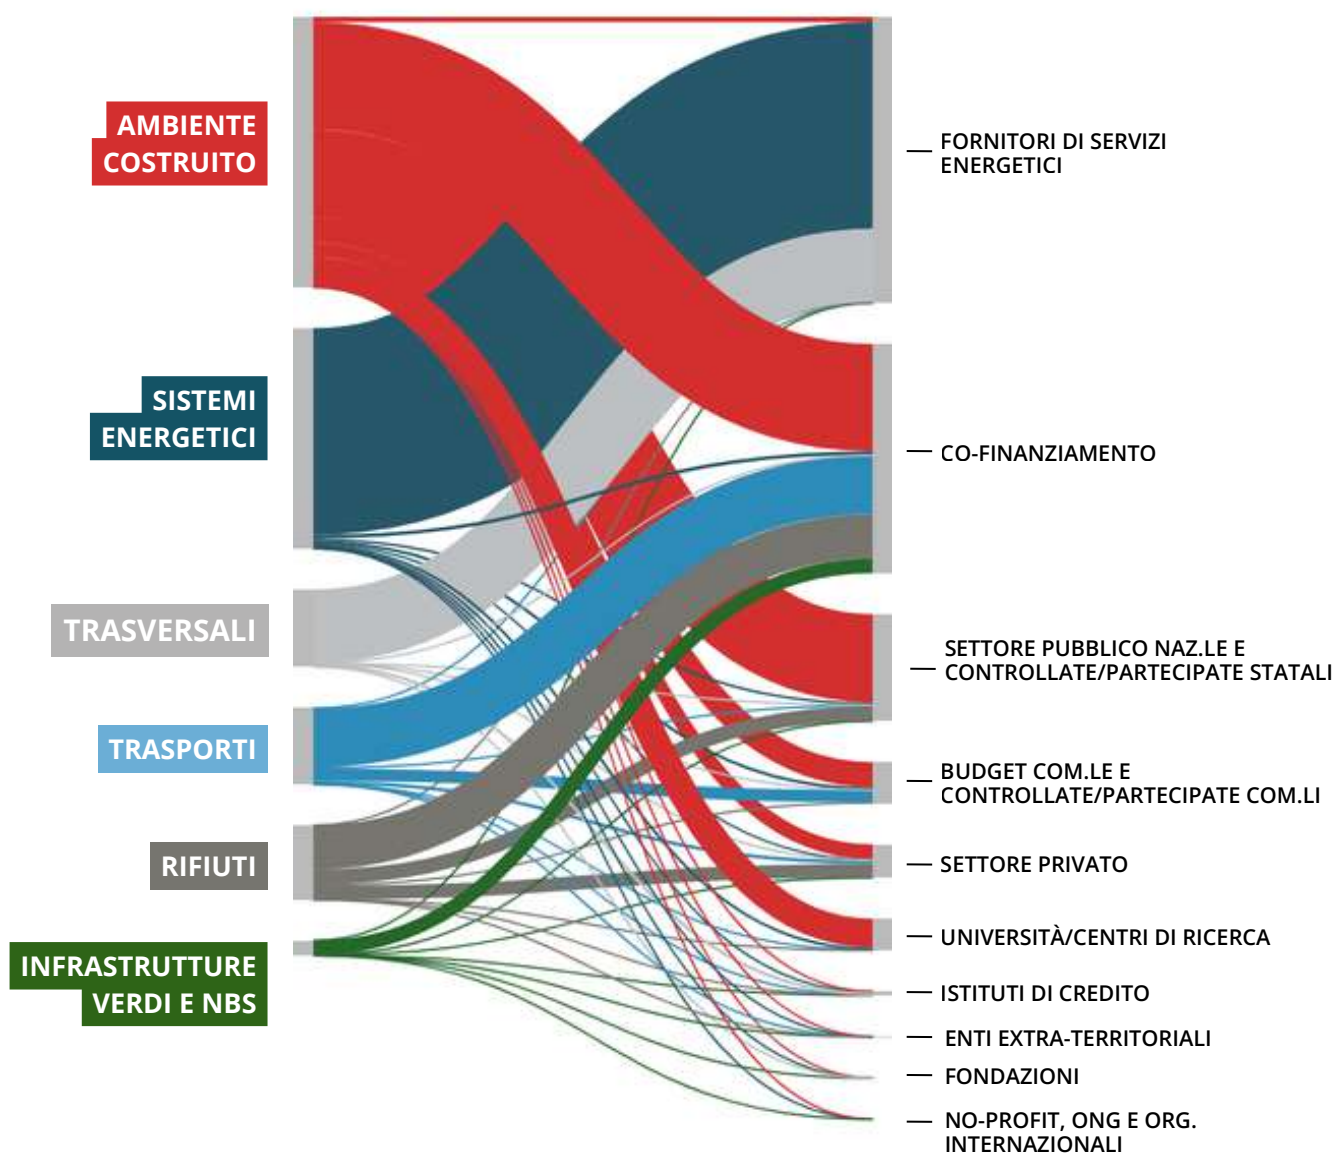 AMBIENTE
COSTRUITO
SISTEMI
ENERGETICI
TRASVERSALI
TRASPORTI
RIFIUTI
INFRASTRUTTURE
VERDI E NBS
FORNITORI DI SERVIZI
ENERGETICI
CO-FINANZIAMENTO
SETTORE PUBBLICO NAZ.LE E
CONTROLLATE/PARTECIPATE STATALI
BUDGET COM.LE E
CONTROLLATE/PARTECIPATE COM.LI
SETTORE PRIVATO
UNIVERSITÀ/CENTRI DI RICERCA
ISTITUTI DI CREDITO
ENTI EXTRA-TERRITORIALI
FONDAZIONI
NO-PROFIT, ONG E ORG.
INTERNAZIONALI